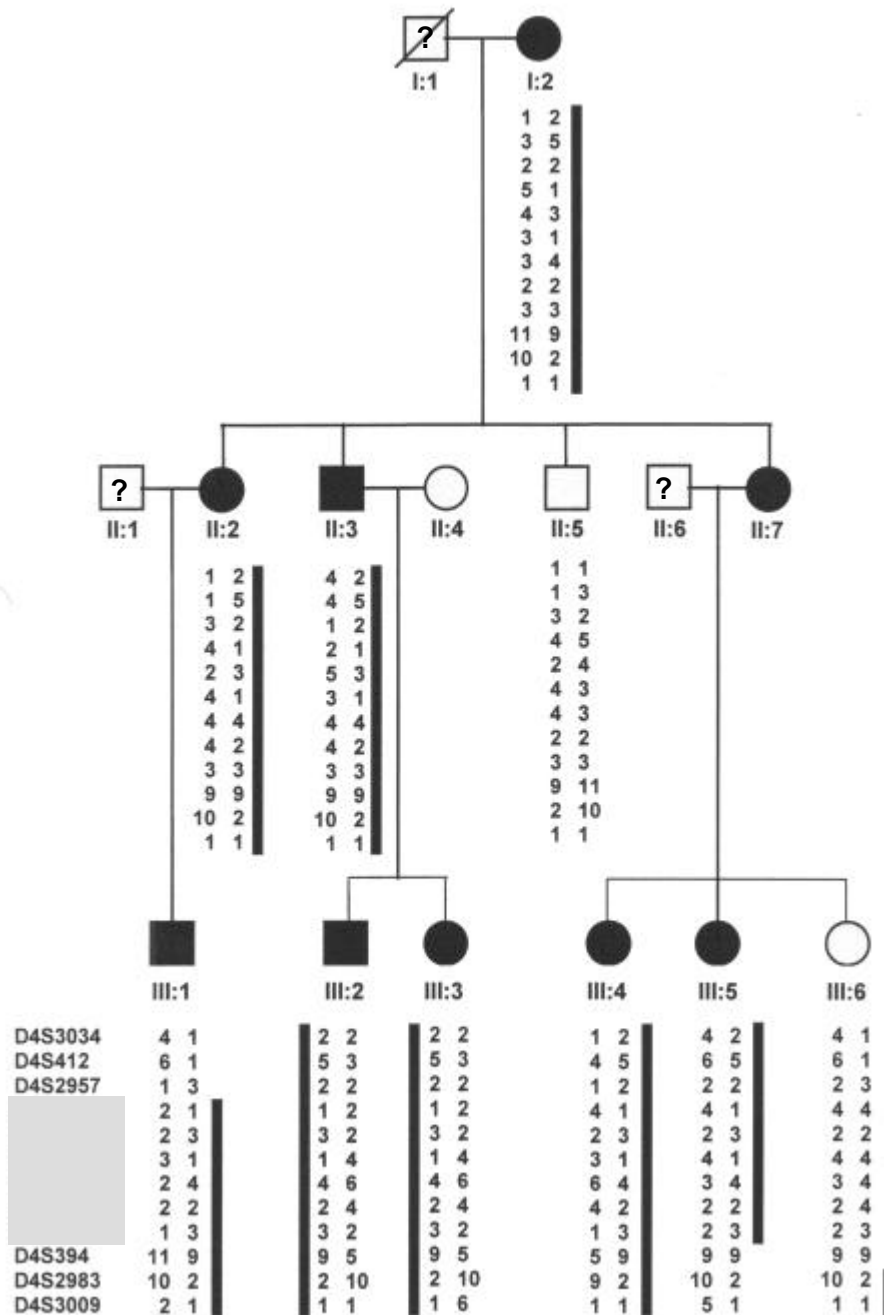 ?
I:1 I:2
1 2
3 5
2 2
5 1
4 3
3 1
3 4
2 2
3 3
11 9
10 2
1 1
? ?
II:1 II:2 II:3 II:4 II:5 II:6 II:7
1 2 4 2 1 1
1 5 4 5 1 3
3 2 1 2 3 2
4 1 2 1 4 5
2 3 5 3 2 4
4 1 3 1 4 3
4 4 4 4 4 3
4 2 4 2 2 2
3 3 3 3 3 3
9 9 9 9 9 11
10 2 10 2 2 10
1 1 1 1 1 1
III:1 III:2 III:3 III:4 III:5 III:6
D4S3034 4 1 2 2 2 2 1 2 4 2 4 1
D4S412 6 1 5 3 5 3 4 5 6 5 6 1
D4S2957 1 3 2 2 2 2 1 2 2 2 2 3
2 1 1 2 1 2 4 1 4 1 4 4
2 3 3 2 3 2 2 3 2 3 2 2
3 1 1 4 1 4 3 1 4 1 4 4
2 4 4 6 4 6 6 4 3 4 3 4
2 2 2 4 2 4 4 2 2 2 2 4
1 3 3 2 3 2 1 3 2 3 2 3
D4S394 11 9 9 5 9 5 5 9 9 9 9 9
D4S2983 10 2 2 10 2 10 9 2 10 2 10 2
D4S3009 2 1 1 1 1 6 1 1 5 1 1 1